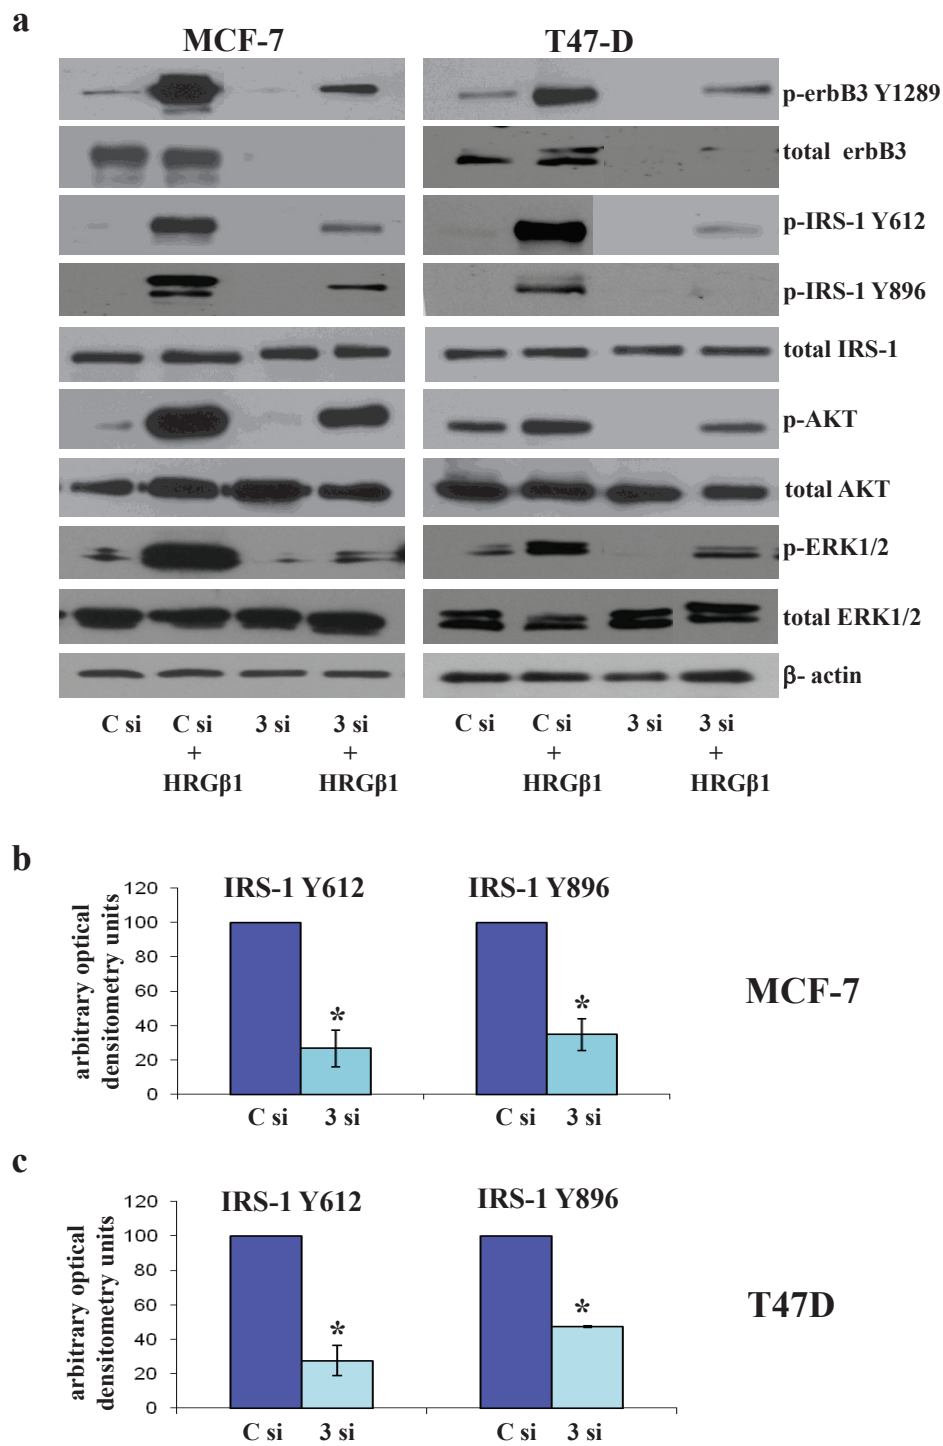 a
MCF-7 T47-D
p-erbB3 Y1289
total erbB3
p-IRS-1 Y612
p-IRS-1 Y896
total IRS-1
p-AKT
total AKT
p-ERK1/2
total ERK1/2
β- actin
C si C si 3 si 3 si C si C si 3 si 3 si
+ + + +
HRGβ1 HRGβ1 HRGβ1 HRGβ1
b
IRS-1 Y612 IRS-1 Y896
arbitrary optical
densitometry units
120
100
80
60
40
20
0
* *
C si 3 si C si 3 si
MCF-7
c
IRS-1 Y612 IRS-1 Y896
arbitrary optical
densitometry units
120
100
80
60
40
20
0
* *
C si 3 si C si 3 si
T47D